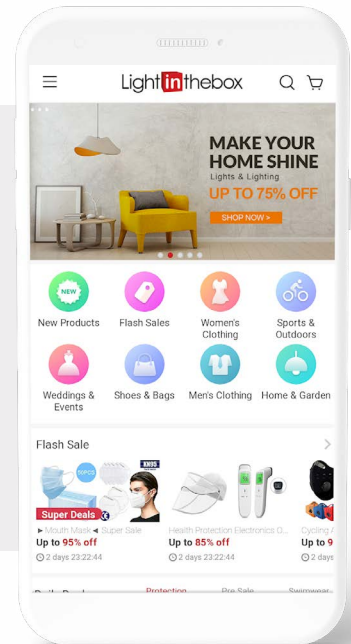 Lightinthebox
MAKE YOUR
HOME SHINE
Lights & Lighting
UP TO 75% OFF
SHOP NOW >
NEW
New Products
Flash Sales
Women's
Clothing
Sports &
Outdoors
Weddings &
Events
Shoes & Bags
Men's Clothing
Home & Garden
Flash Sale
50PCS
KN95
Super Deals
►Mouth Mask◄ Super Sale
Health Protection Electronics O...
Cycling
Up to 95% off
Up to 85% off
Up to 9
2 days 23:22:44
2 days 23:22:44
2 days
Protecting
Pre Sale
Swimwear